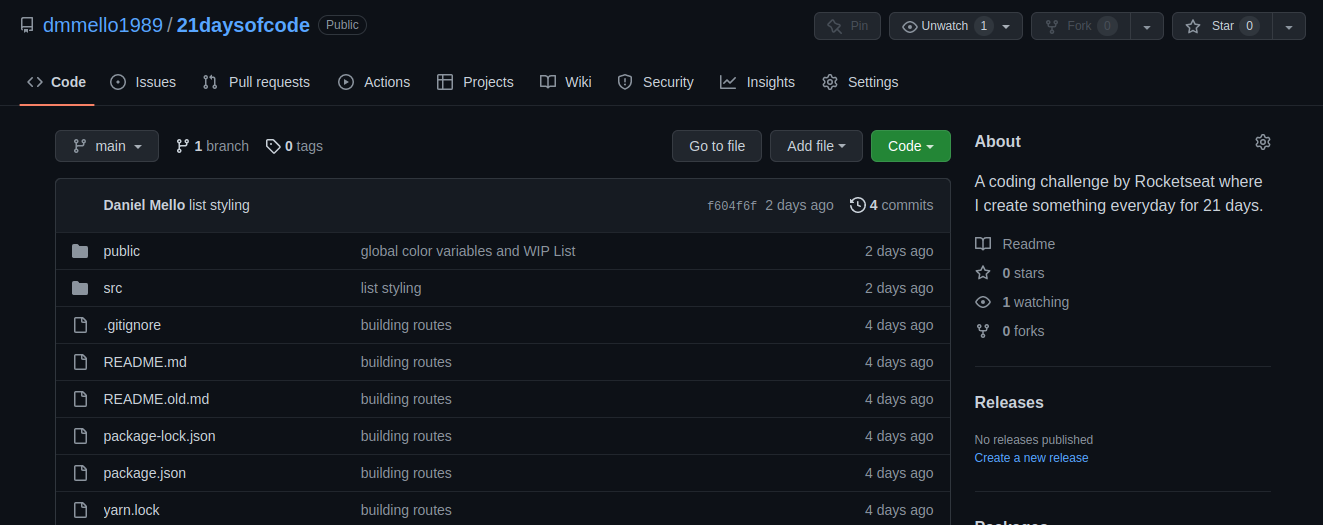 dmmello1989 / 21daysofcode Public Pin Unwatch 1 Fork 0 Star 0
Code Issues Pull requests Actions Projects Wiki Security Insights Settings
main 1 branch 0 tags Go to file Add file Code
Daniel Mello list styling f604f6f 2 days ago 4 commits
public global color variables and WIP List 2 days ago
src list styling 2 days ago
.gitignore building routes 4 days ago
README.md building routes 4 days ago
README.old.md building routes 4 days ago
package-lock.json building routes 4 days ago
package.json building routes 4 days ago
yarn.lock building routes 4 days ago
About
A coding challenge by Rocketseat where
I create something everyday for 21 days.
Readme
0 stars
1 watching
0 forks
Releases
No releases published
Create a new release
Packages